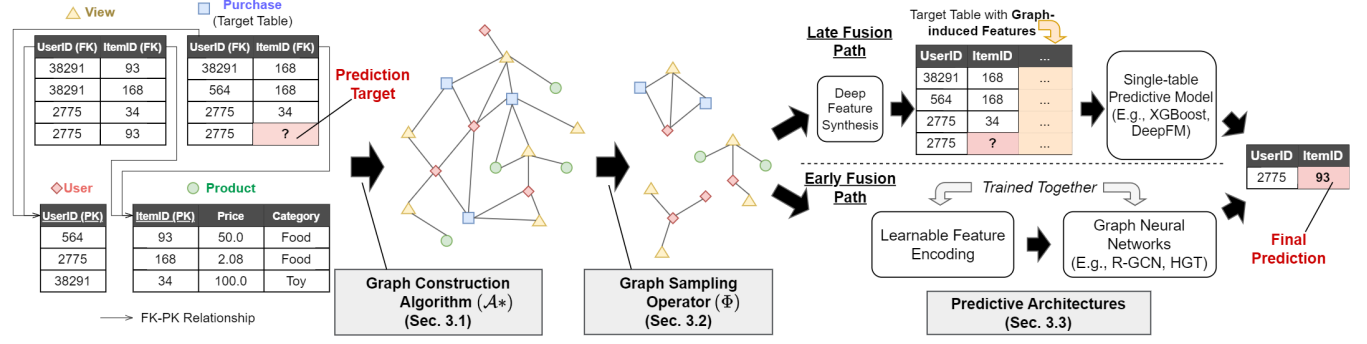 View
UserID (FK) ItemID (FK)
38291 93
38291 168
2775 34
2775 93
Purchase
(Target Table)
UserID (FK) ItemID (FK)
38291 168
564 168
2775 34
2775 ?
Prediction
Target
User
UserID (PK)
564
2775
38291
Product
ItemID (PK) Price Category
93 50.0 Food
168 2.08 Food
34 100.0 Toy
FK-PK Relationship
Graph Construction
Algorithm (𝒜∗)
(Sec. 3.1)
Graph Sampling
Operator (Φ)
(Sec. 3.2)
Late Fusion
Path
Deep
Feature
Synthesis
Target Table with Graph-
induced Features
UserID ItemID ...
38291 168 ...
564 168 ...
2775 34 ...
2775 ? ...
Single-table
Predictive Model
(E.g., XGBoost,
DeepFM)
Early Fusion
Path
Trained Together
Learnable Feature
Encoding
Graph Neural
Networks
(E.g., R-GCN, HGT)
Predictive Architectures
(Sec. 3.3)
UserID ItemID
2775 93
Final
Prediction